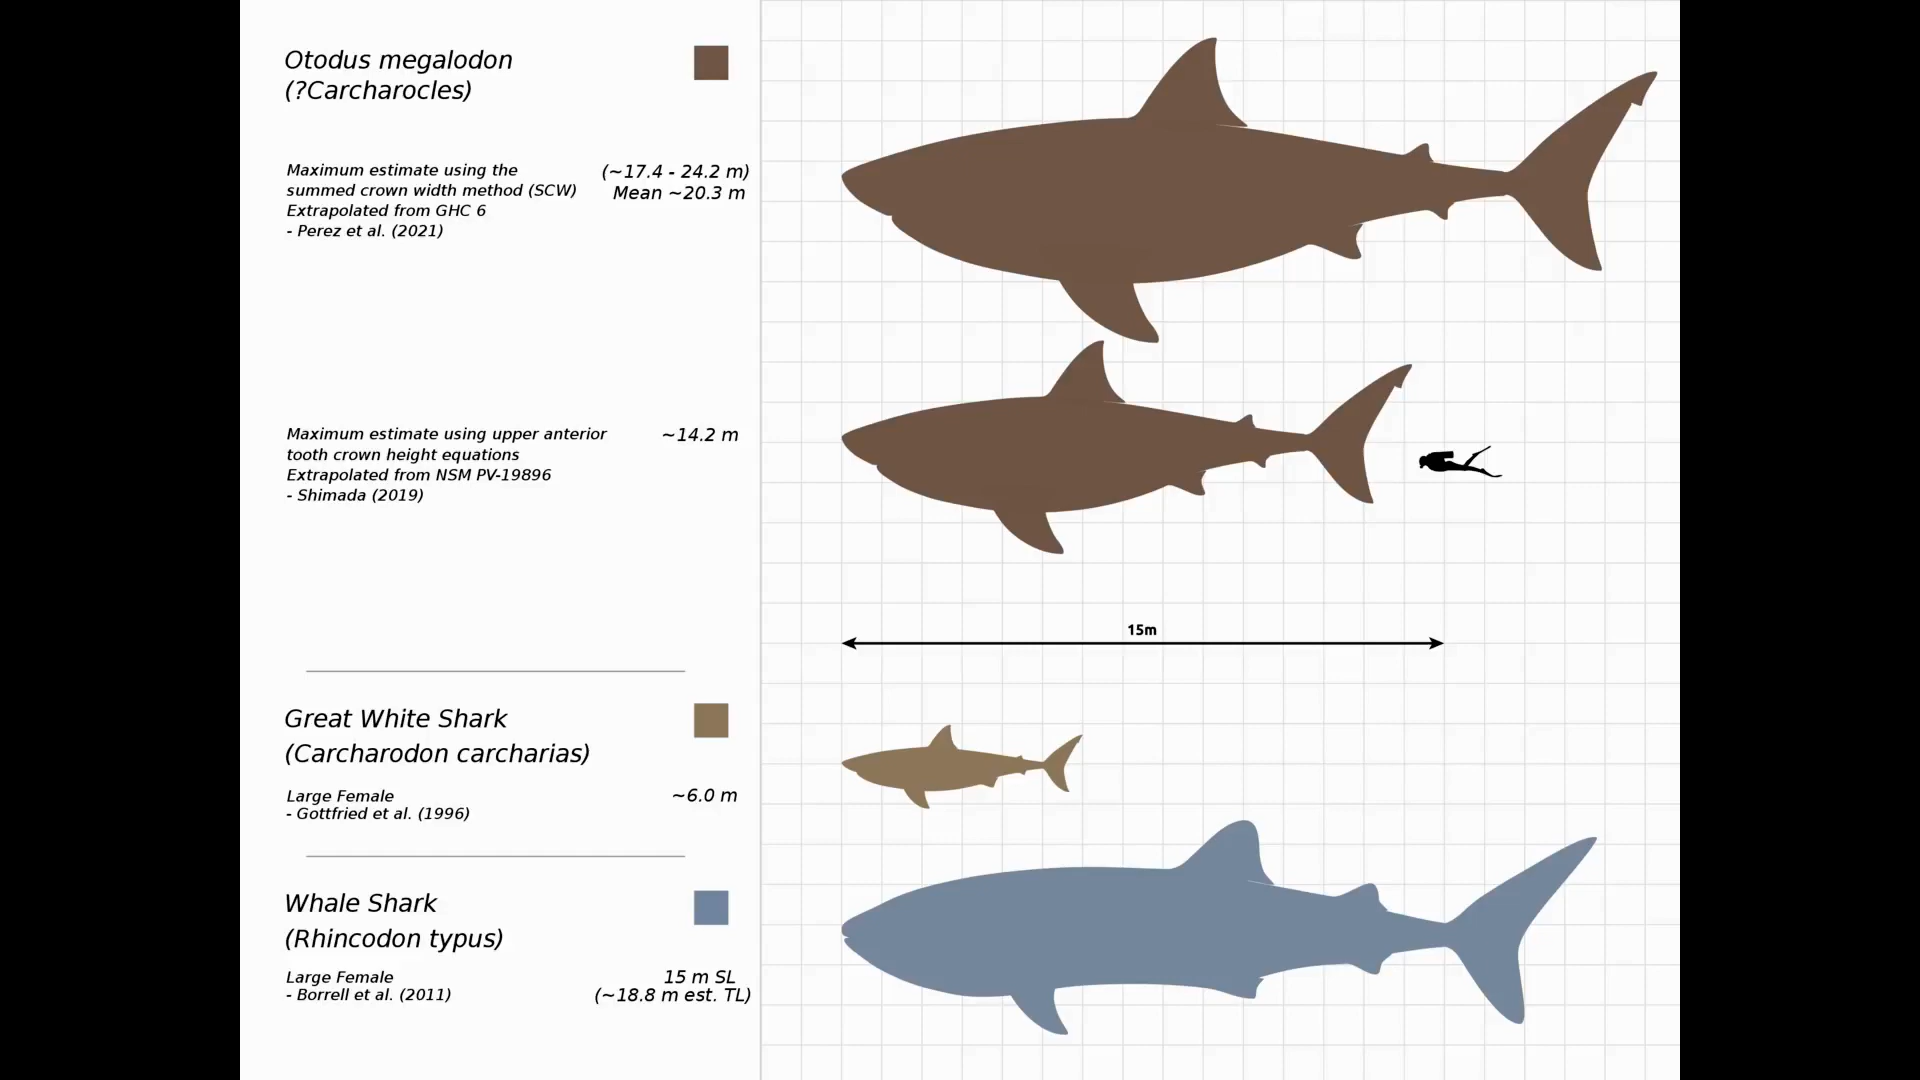 Otodus megalodon
(?Carcharocles)
Maximum estimate using the
summed crown width method (SCW)
Extrapolated from GHC 6
- Perez et al. (2021)
(~17.4 - 24.2 m)
Mean ~20.3 m
Maximum estimate using upper anterior
tooth crown height equations
Extrapolated from NSM PV-19896
- Shimada (2019)
~14.2 m
15m
Great White Shark
(Carcharodon carcharias)
Large Female
- Gottfried et al. (1996)
~6.0 m
Whale Shark
(Rhincodon typus)
Large Female
- Borrell et al. (2011)
15 m SL
(~18.8 m est. TL)